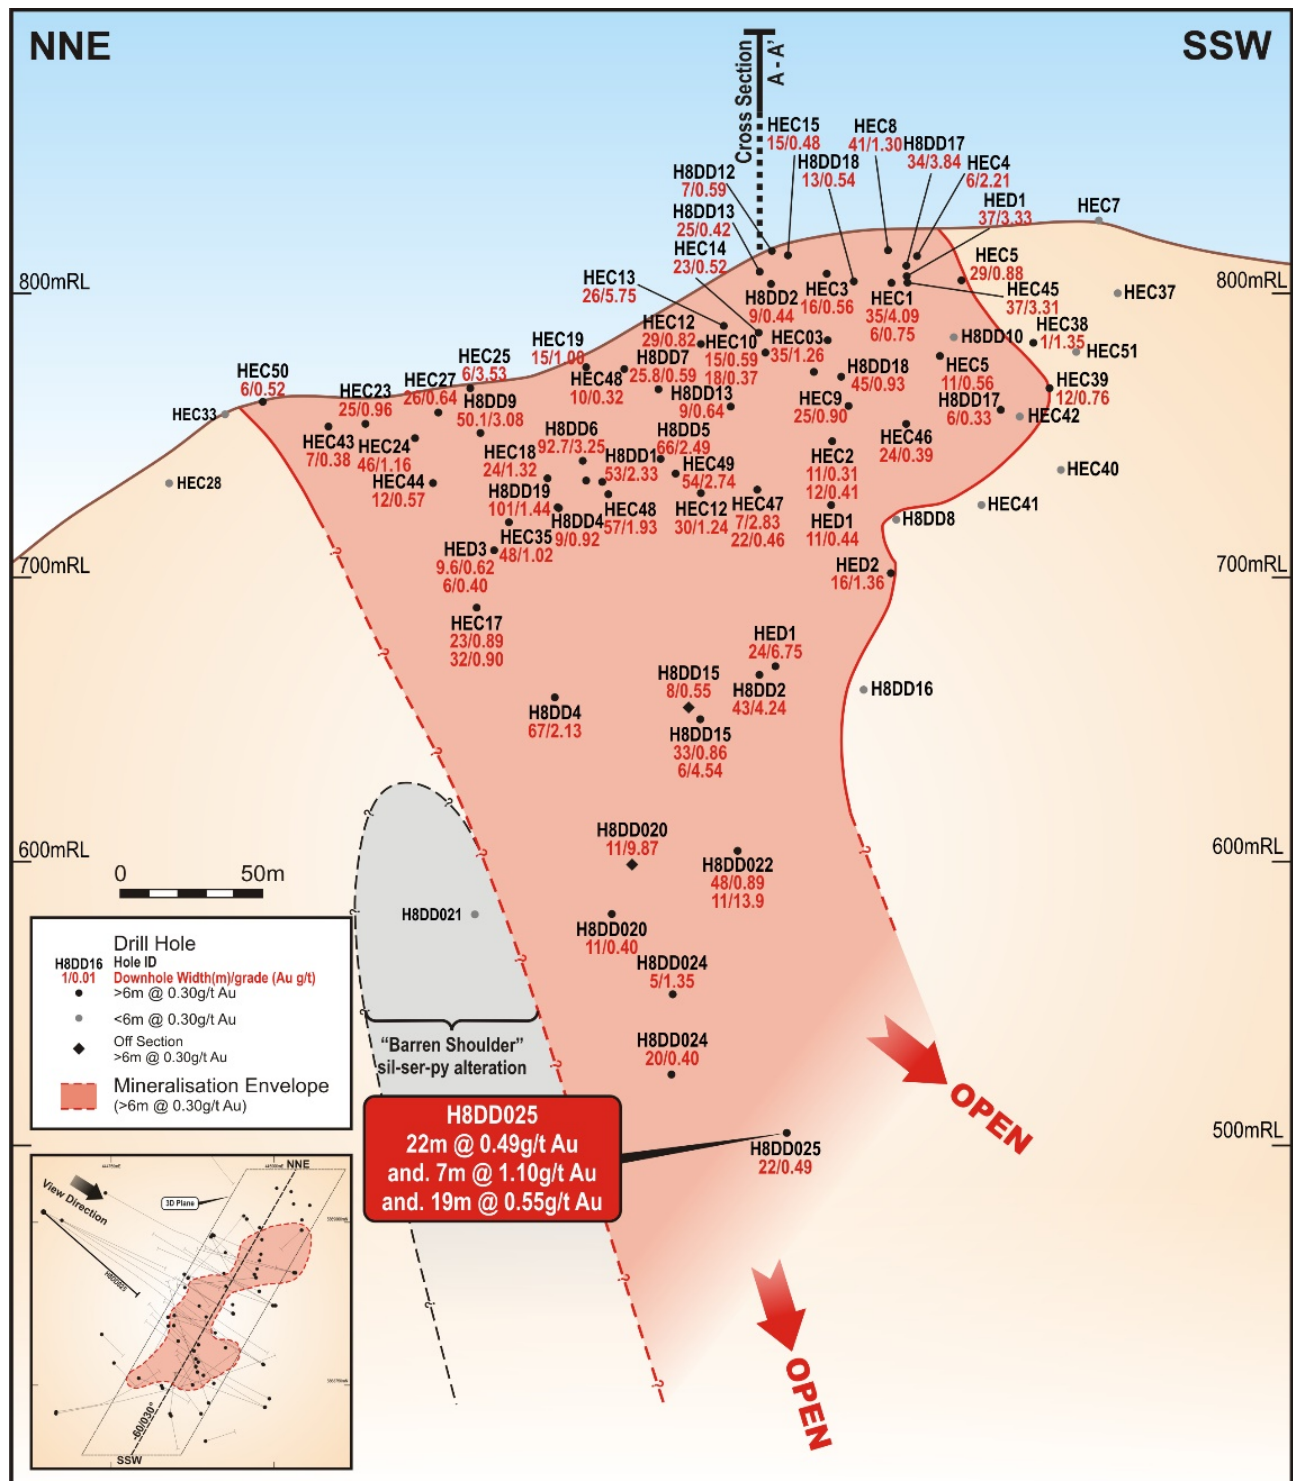 NNE
SSW
Cross Section
A - A'
HEC15
15/0.48
HEC8
41/1.30
H8DD17
34/3.84
H8DD18
13/0.54
HEC4
6/2.21
H8DD12
7/0.59
HED1
37/3.33
HEC7
H8DD13
25/0.42
HEC14
23/0.52
HEC5
29/0.88
HEC13
26/5.75
800mRL
800mRL
H8DD2
9/0.44
HEC3
16/0.56
HEC1
35/4.09
6/0.75
HEC45
37/3.31
HEC37
HEC12
29/0.82
HEC10
15/0.59
18/0.37
HEC03
35/1.26
H8DD10
HEC38
1/1.35
HEC51
HEC19
15/1.00
H8DD7
25.8/0.59
HEC25
6/3.53
HEC48
10/0.32
H8DD18
45/0.93
HEC5
11/0.56
HEC39
12/0.76
HEC50
6/0.52
HEC23
25/0.96
HEC27
26/0.64
H8DD9
50.1/3.08
H8DD13
9/0.64
HEC9
25/0.90
H8DD17
6/0.33
HEC33
HEC42
HEC43
7/0.38
HEC24
46/1.16
H8DD6
92.7/3.25
H8DD5
66/2.49
HEC46
24/0.39
HEC18
24/1.32
H8DD1
53/2.33
HEC49
54/2.74
HEC2
11/0.31
12/0.41
HEC40
HEC28
HEC44
12/0.57
H8DD19
101/1.44
HEC48
57/1.93
HEC12
30/1.24
HEC47
7/2.83
22/0.46
HEC41
H8DD4
9/0.92
HED1
11/0.44
H8DD8
HEC35
48/1.02
HED3
9.6/0.62
6/0.40
700mRL
HED2
16/1.36
700mRL
HEC17
23/0.89
32/0.90
HED1
24/6.75
H8DD15
8/0.55
H8DD2
43/4.24
H8DD16
H8DD4
67/2.13
H8DD15
33/0.86
6/4.54
H8DD020
11/9.87
600mRL
600mRL
H8DD022
48/0.89
11/13.9
0 50m
H8DD021
H8DD020
11/0.40
H8DD024
5/1.35
Drill Hole
H8DD16 Hole ID
1/0.01 Downhole Width(m)/grade (Au g/t)
>6m @ 0.30g/t Au
<6m @ 0.30g/t Au
Off Section
>6m @ 0.30g/t Au
Mineralisation Envelope
(>6m @ 0.30g/t Au)
"Barren Shoulder"
sil-ser-py alteration
H8DD024
20/0.40
OPEN
H8DD025
22m @ 0.49g/t Au
and. 7m @ 1.10g/t Au
and. 19m @ 0.55g/t Au
H8DD025
22/0.49
500mRL
NNE
View Direction
3D Plane
H8DD025
-60/030°
SSW
OPEN